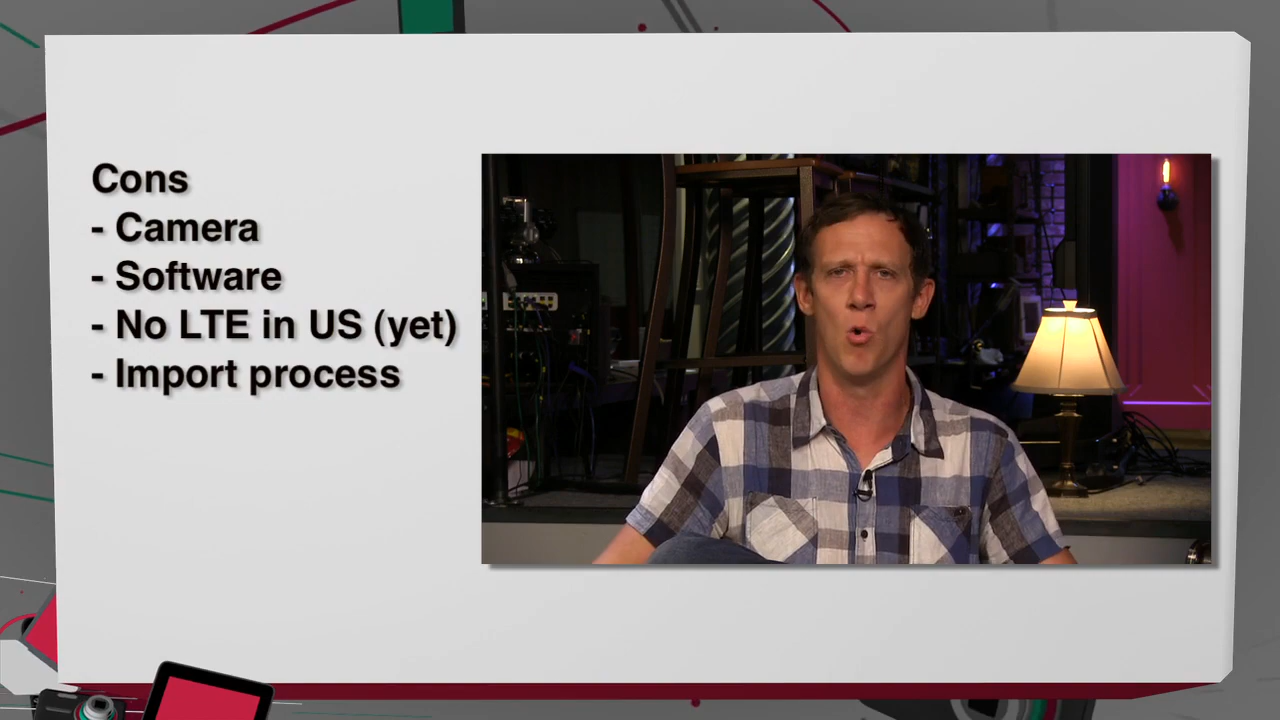 Cons
- Camera
- Software
- No LTE in US (yet)
- Import process